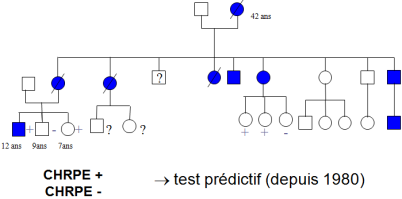 42 ans
?
+ - + ? ?
+ + -
12 ans 9ans 7ans
CHRPE +
CHRPE -
→ test prédictif (depuis 1980)